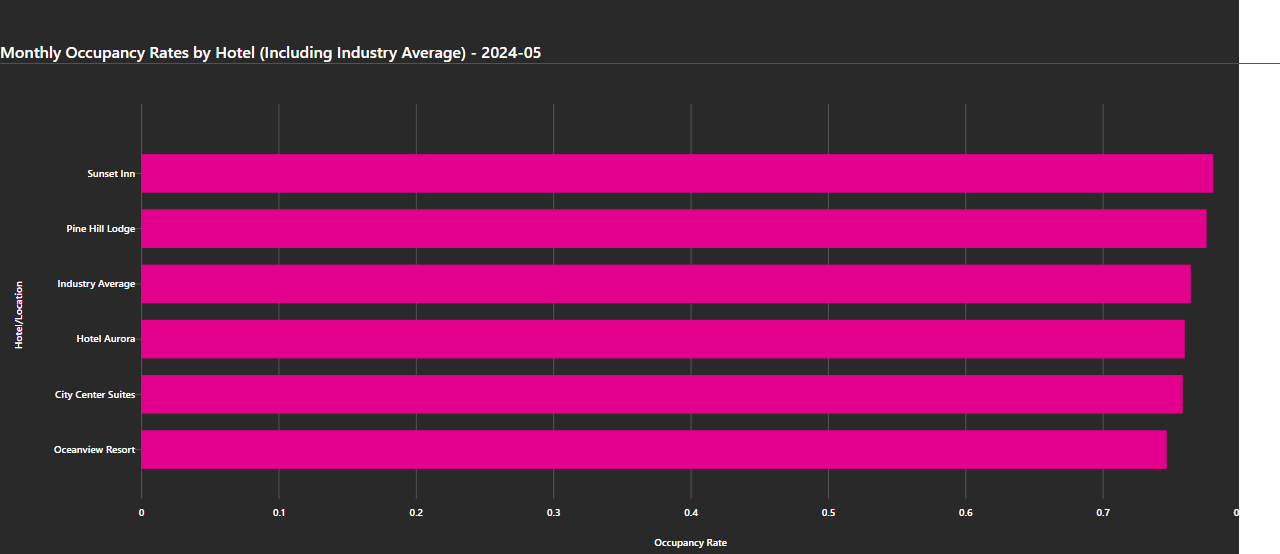 Monthly Occupancy Rates by Hotel (Including Industry Average) - 2024-05
Sunset Inn
Pine Hill Lodge
Industry Average
Hotel Aurora
City Center Suites
Oceanview Resort
Hotel/Location
0 0.1 0.2 0.3 0.4 0.5 0.6 0.7 0
Occupancy Rate